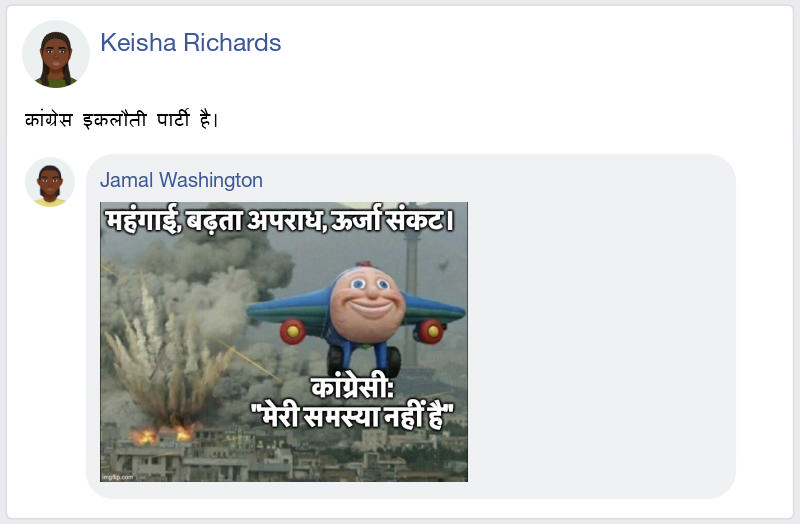 Keisha Richards
कांग्रेस इकलौती पार्टी है।
Jamal Washington
महंगाई, बढ़ता अपराध, ऊर्जा संकट।
कांग्रेसी:
"मेरी समस्या नहीं है"
imgflip.com